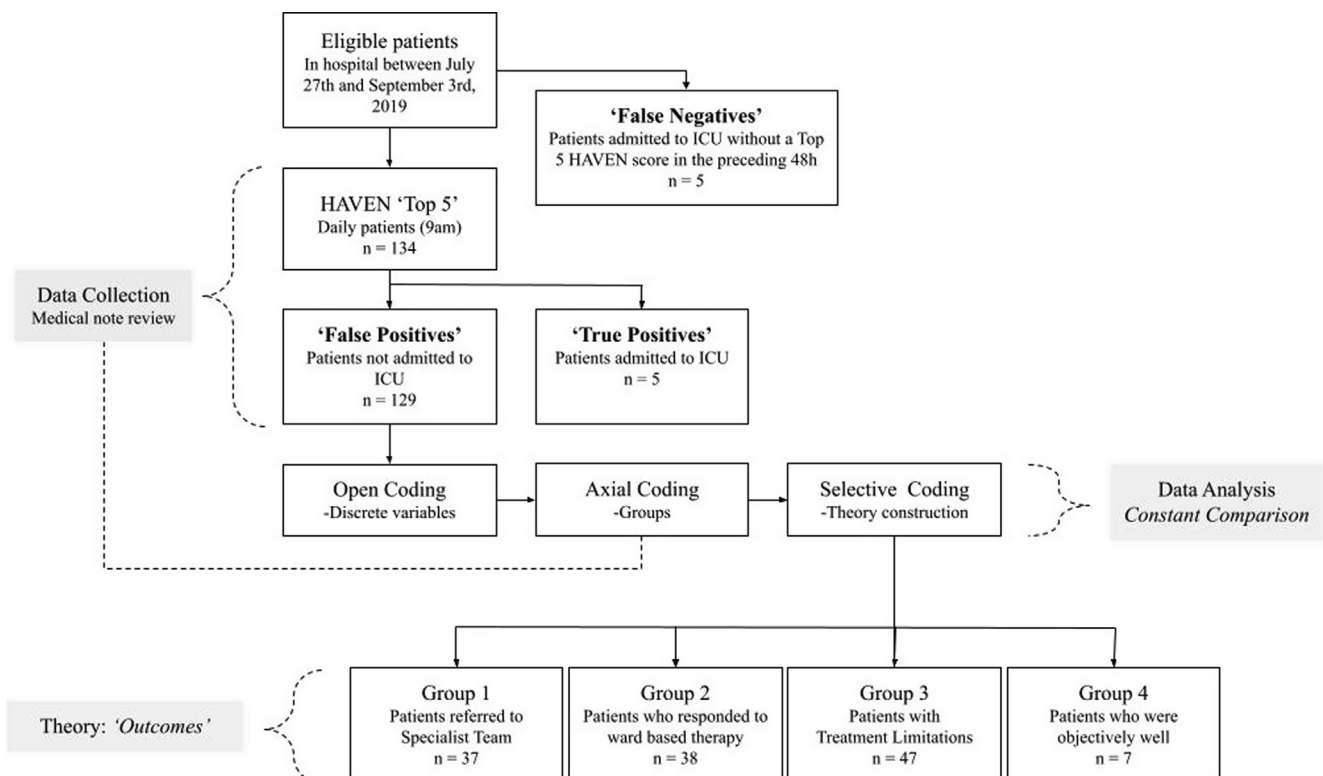 Eligible patients
In hospital between July
27th and September 3rd,
2019
‘False Negatives’
Patients admitted to ICU without a Top
5 HAVEN score in the preceding 48h
n = 5
HAVEN ‘Top 5’
Daily patients (9am)
n = 134
Data Collection
Medical note review
‘False Positives’
Patients not admitted to
ICU
n = 129
‘True Positives’
Patients admitted to ICU
n = 5
Open Coding
-Discrete variables
Axial Coding
-Groups
Selective Coding
-Theory construction
Data Analysis
Constant Comparison
Theory: ‘Outcomes’
Group 1
Patients referred to
Specialist Team
n = 37
Group 2
Patients who responded to
ward based therapy
n = 38
Group 3
Patients with
Treatment Limitations
n = 47
Group 4
Patients who were
objectively well
n = 7